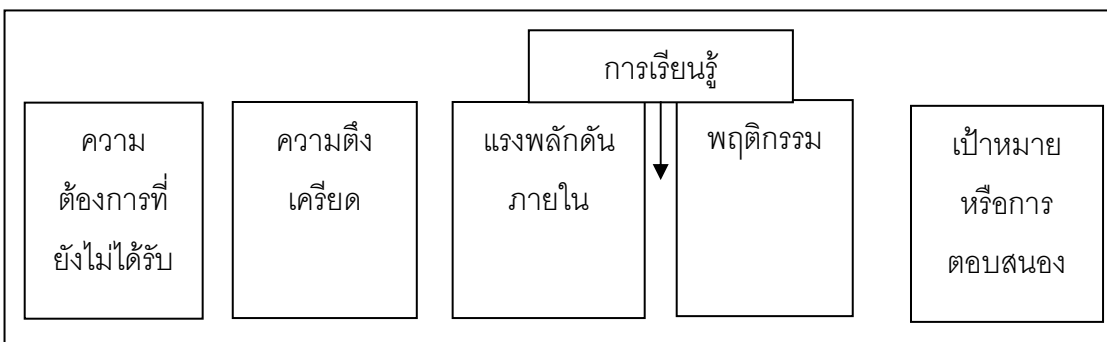 การเรียนรู้
ความ
ต้องการที่
ยังไม่ได้รับ
ความตึง
เครียด
แรงพลักดัน
ภายใน
พฤติกรรม
เป้าหมาย
หรือการ
ตอบสนอง